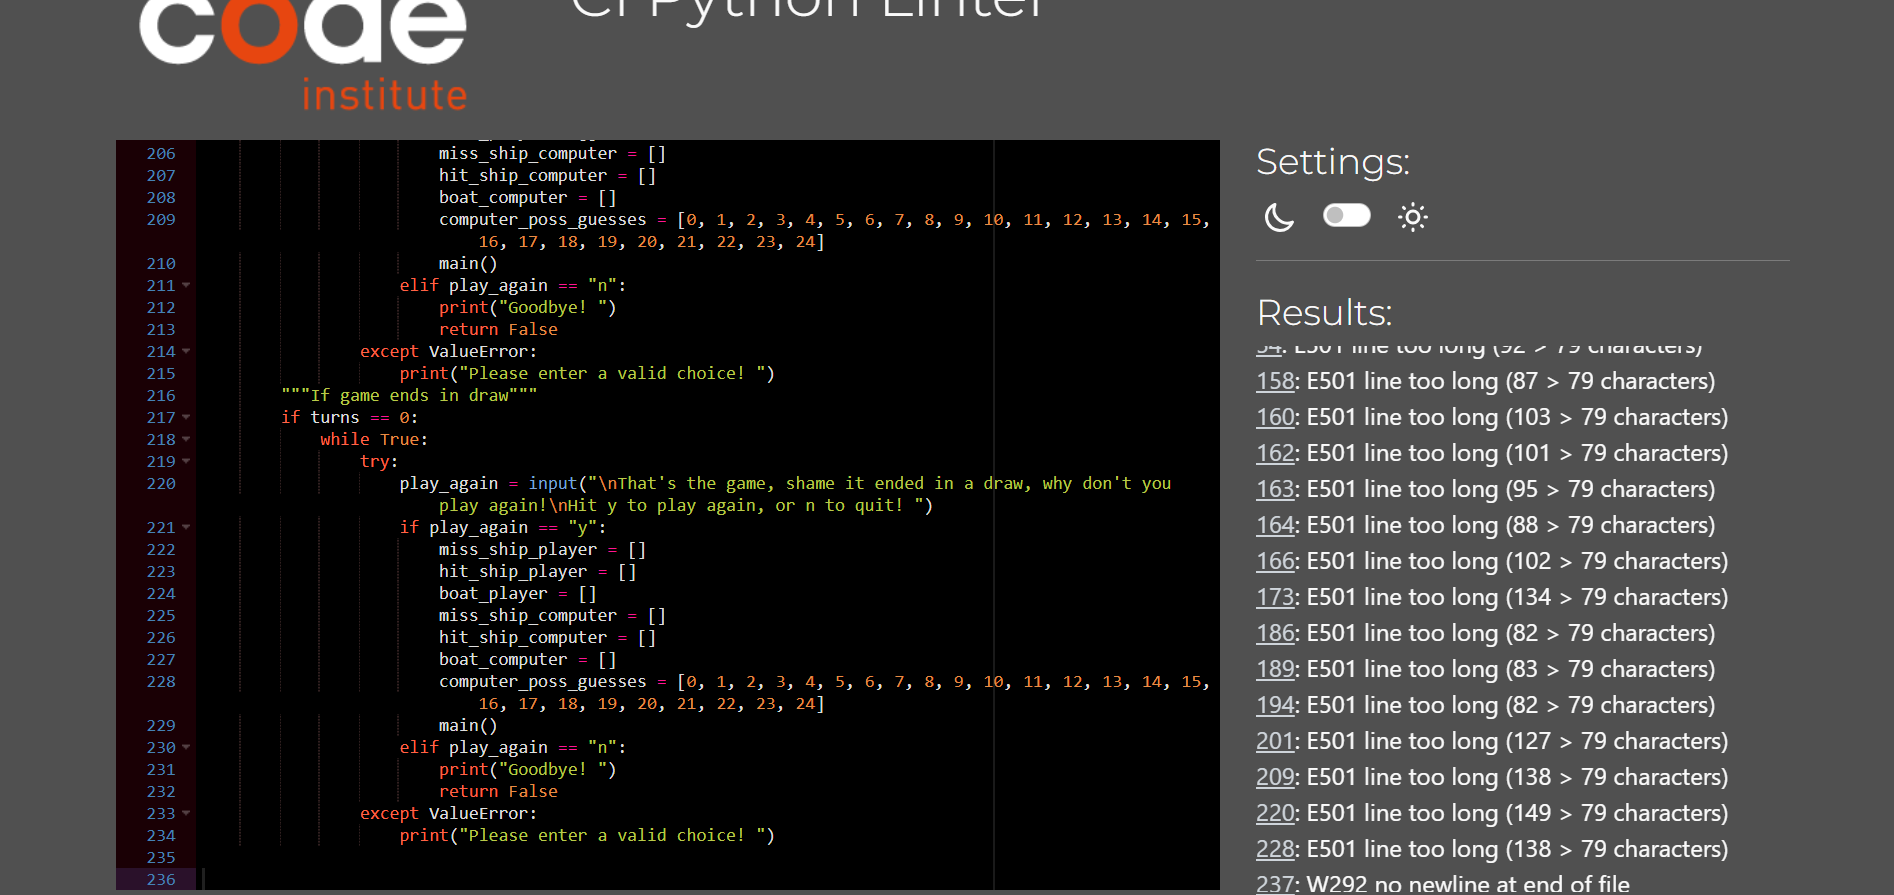 code
institute
CI Python Linter
206 miss_ship_computer = []
207 hit_ship_computer = []
208 boat_computer = []
209 computer_poss_guesses = [0, 1, 2, 3, 4, 5, 6, 7, 8, 9, 10, 11, 12, 13, 14, 15,
16, 17, 18, 19, 20, 21, 22, 23, 24]
210 main()
211 elif play_again == "n":
212 print("Goodbye! ")
213 return False
214 except ValueError:
215 print("Please enter a valid choice! ")
216 """If game ends in draw"""
217 if turns == 0:
218 while True:
219 try:
220 play_again = input("\nThat's the game, shame it ended in a draw, why don't you
play again!\nHit y to play again, or n to quit! ")
221 if play_again == "y":
222 miss_ship_player = []
223 hit_ship_player = []
224 boat_player = []
225 miss_ship_computer = []
226 hit_ship_computer = []
227 boat_computer = []
228 computer_poss_guesses = [0, 1, 2, 3, 4, 5, 6, 7, 8, 9, 10, 11, 12, 13, 14, 15,
16, 17, 18, 19, 20, 21, 22, 23, 24]
229 main()
230 elif play_again == "n":
231 print("Goodbye! ")
232 return False
233 except ValueError:
234 print("Please enter a valid choice! ")
235
236
Settings:
Results:
54: E501 line too long (92 > 79 characters)
158: E501 line too long (87 > 79 characters)
160: E501 line too long (103 > 79 characters)
162: E501 line too long (101 > 79 characters)
163: E501 line too long (95 > 79 characters)
164: E501 line too long (88 > 79 characters)
166: E501 line too long (102 > 79 characters)
173: E501 line too long (134 > 79 characters)
186: E501 line too long (82 > 79 characters)
189: E501 line too long (83 > 79 characters)
194: E501 line too long (82 > 79 characters)
201: E501 line too long (127 > 79 characters)
209: E501 line too long (138 > 79 characters)
220: E501 line too long (149 > 79 characters)
228: E501 line too long (138 > 79 characters)
237: W292 no newline at end of file